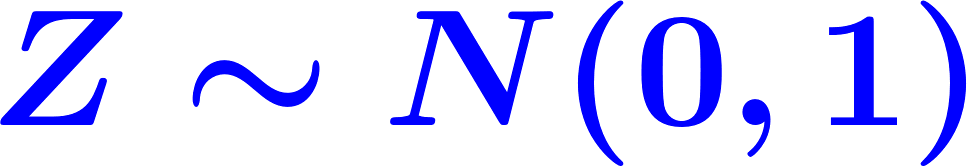 Z ∼ N(0, 1)